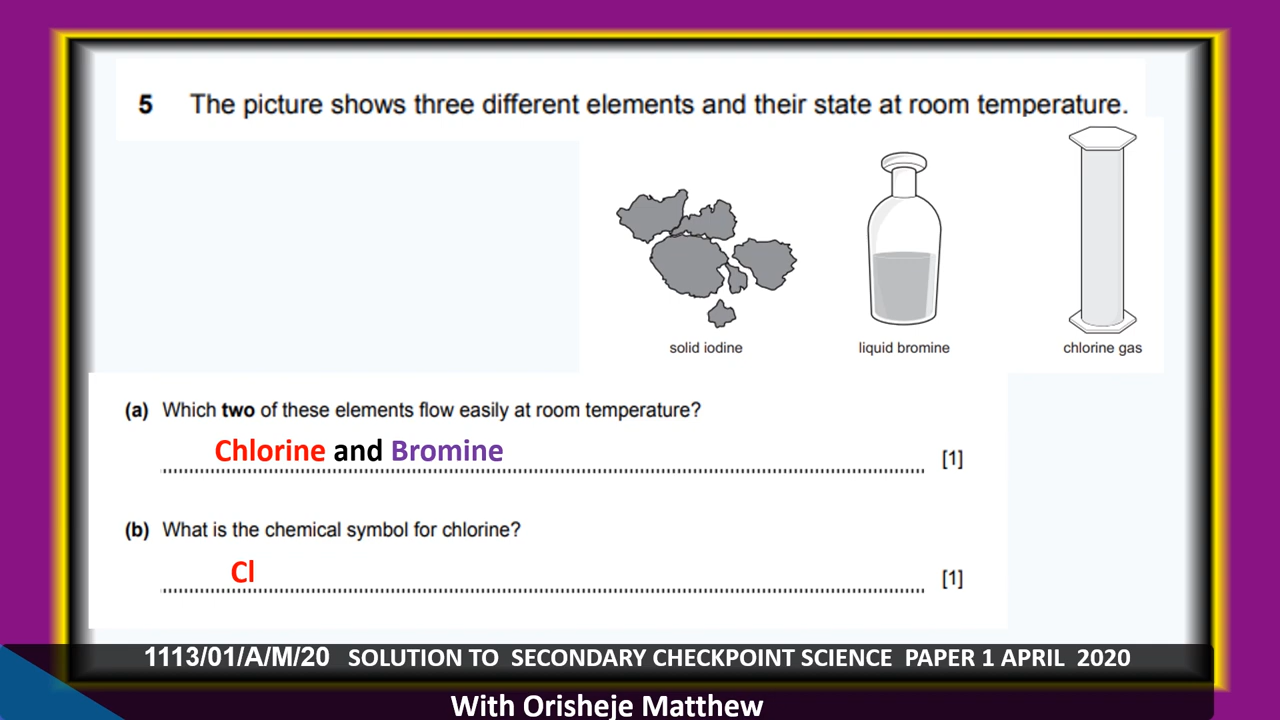 5 The picture shows three different elements and their state at room temperature.
solid iodine
liquid bromine
chlorine gas
(a) Which two of these elements flow easily at room temperature?
Chlorine and Bromine
[1]
(b) What is the chemical symbol for chlorine?
Cl
[1]
1113/01/A/M/20 SOLUTION TO SECONDARY CHECKPOINT SCIENCE PAPER 1 APRIL 2020
With Orisheje Matthew